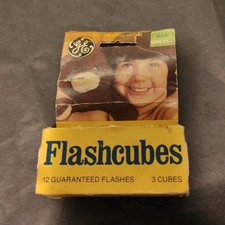 GE
Flashcubes
12 GUARANTEED FLASHES 3 CUBES